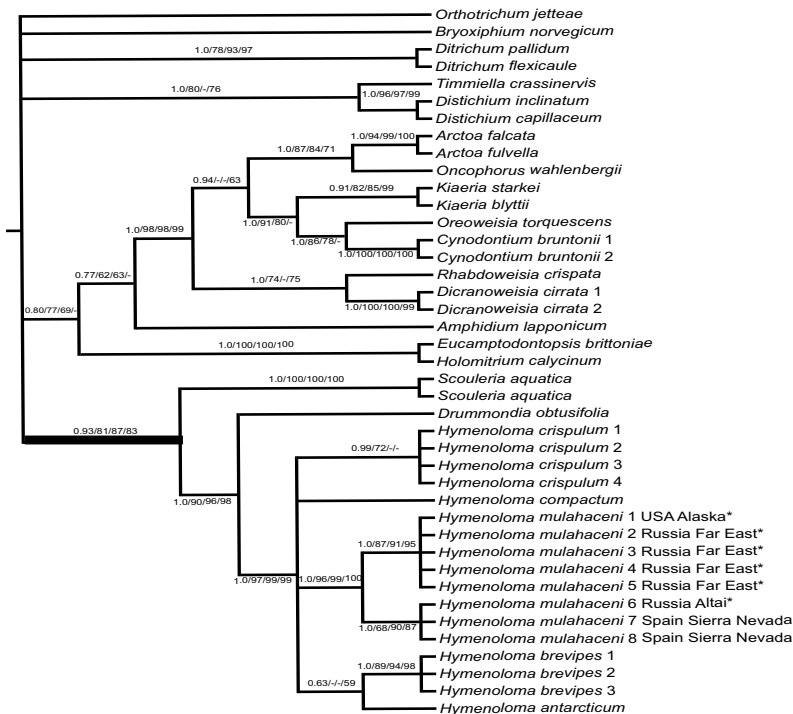 Orthotrichum jetteae
Bryoxiphium norvegicum
1.0/78/93/97
Ditrichum pallidum
Ditrichum flexicaule
1.0/80/-/76
Timmiella crassinervis
1.0/96/97/99
Distichium inclinatum
Distichium capillaceum
1.0/94/99/100
Arctoa falcata
1.0/87/84/71
Arctoa fulvella
Oncophorus wahlenbergii
0.94/-/-/63
0.91/82/85/99
Kiaeria starkei
Kiaeria blyttii
1.0/91/80/-
Oreoweisia torquescens
1.0/86/78/-
Cynodontium bruntonii 1
1.0/100/100/100
Cynodontium bruntonii 2
1.0/98/98/99
Rhabdoweisia crispata
1.0/74/-/75
Dicranoweisia cirrata 1
1.0/100/100/99
Dicranoweisia cirrata 2
0.77/62/63/-
0.80/77/69/-
Amphidium lapponicum
1.0/100/100/100
Eucamptodontopsis brittoniae
Holomitrium calycinum
1.0/100/100/100
Scouleria aquatica
Scouleria aquatica
Drummondia obtusifolia
0.93/81/87/83
Hymenoloma crispulum 1
0.99/72/-/-
Hymenoloma crispulum 2
Hymenoloma crispulum 3
Hymenoloma crispulum 4
1.0/90/96/98
Hymenoloma compactum
Hymenoloma mulahaceni 1 USA Alaska*
Hymenoloma mulahaceni 2 Russia Far East*
1.0/87/91/95
Hymenoloma mulahaceni 3 Russia Far East*
Hymenoloma mulahaceni 4 Russia Far East*
1.0/97/99/99
1.0/96/99/100
Hymenoloma mulahaceni 5 Russia Far East*
Hymenoloma mulahaceni 6 Russia Altai*
Hymenoloma mulahaceni 7 Spain Sierra Nevada
1.0/68/90/87
Hymenoloma mulahaceni 8 Spain Sierra Nevada
Hymenoloma brevipes 1
1.0/89/94/98
Hymenoloma brevipes 2
0.63/-/-/59
Hymenoloma brevipes 3
Hymenoloma antarcticum